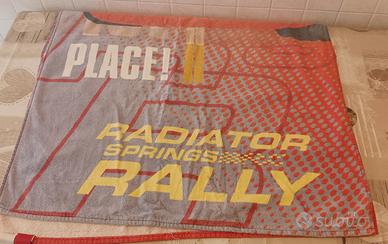 PLACE!
RADIATOR
SPRINGS
RALLY
subito